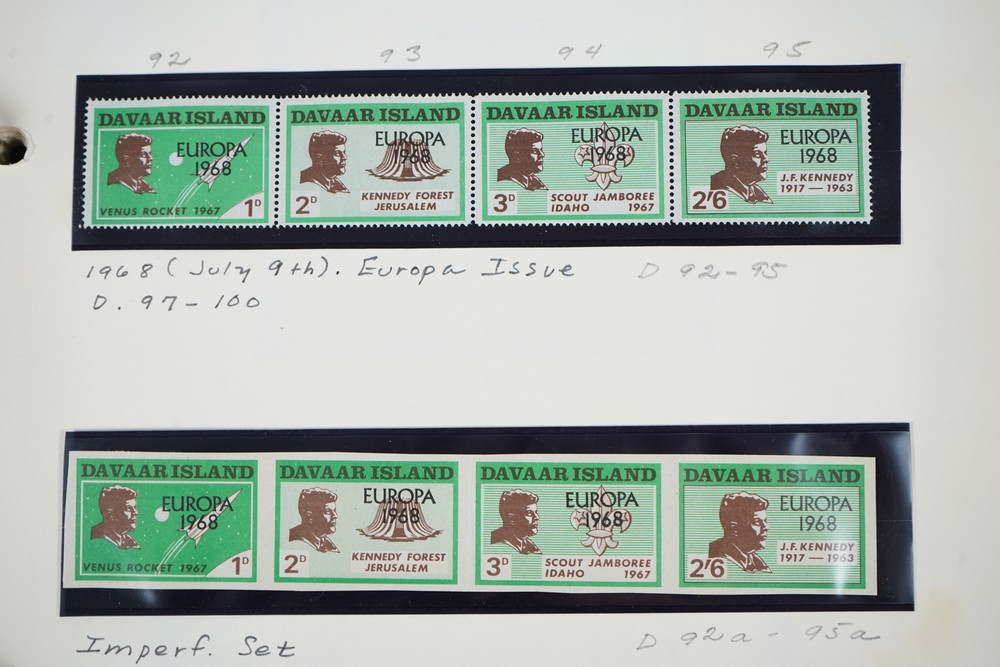 92 93 94 95
DAVAAR ISLAND
EUROPA
1968
VENUS ROCKET 1967 1D
DAVAAR ISLAND
EUROPA
1968
2D KENNEDY FOREST
JERUSALEM
DAVAAR ISLAND
EUROPA
1968
3D SCOUT JAMBOREE
IDAHO 1967
DAVAAR ISLAND
EUROPA
1968
J.F. KENNEDY
2'6 1917 — 1963
1968 (July 9th). Europa Issue D 92-95
D. 97-100
DAVAAR ISLAND
EUROPA
1968
VENUS ROCKET 1967 1D
DAVAAR ISLAND
EUROPA
1968
2D KENNEDY FOREST
JERUSALEM
DAVAAR ISLAND
EUROPA
1968
3D SCOUT JAMBOREE
IDAHO 1967
DAVAAR ISLAND
EUROPA
1968
J.F. KENNEDY
2'6 1917 — 1963
Imperf. Set D 92a - 95a